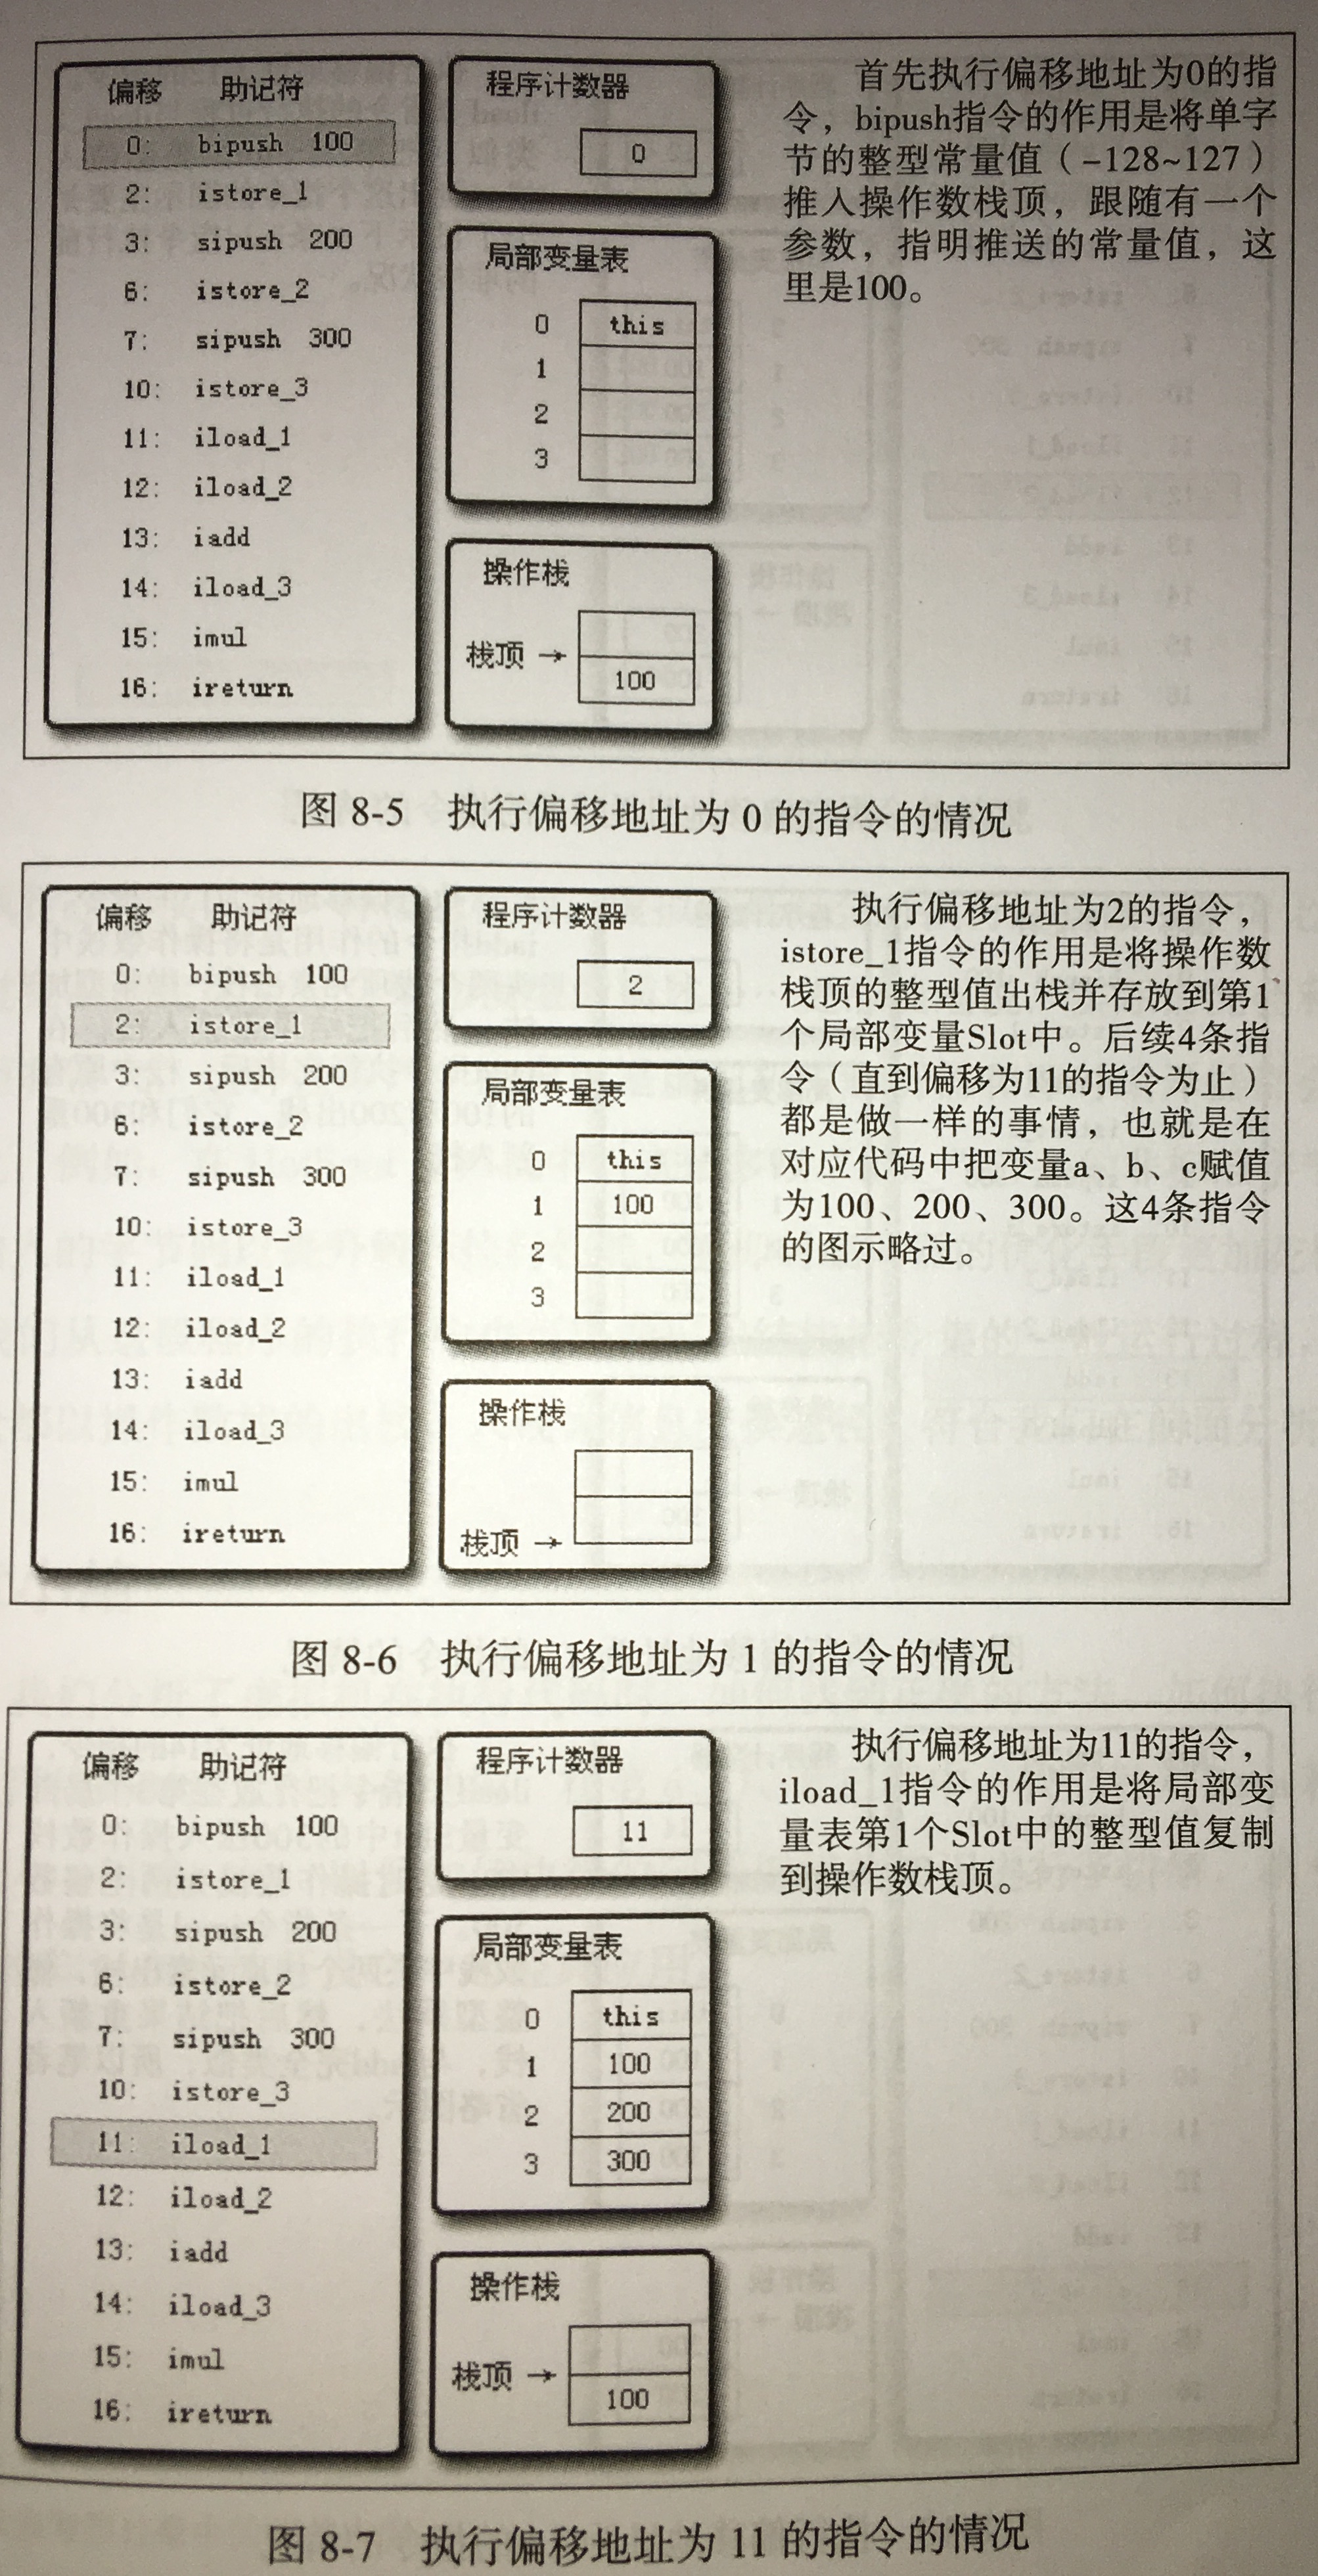 偏移 助记符
0: bipush 100
2: istore_1
3: sipush 200
6: istore_2
7: sipush 300
10: istore_3
11: iload_1
12: iload_2
13: iadd
14: iload_3
15: imul
16: ireturn
程序计数器
0
局部变量表
0 this
1
2
3
操作栈
栈顶 →
100
首先执行偏移地址为0的指
令，bipush指令的作用是将单字
节的整型常量值（-128~127）
推入操作数栈顶，跟随有一个
参数，指明推送的常量值，这
里是100。
图 8-5 执行偏移地址为 0 的指令的情况
偏移 助记符
0: bipush 100
2: istore_1
3: sipush 200
6: istore_2
7: sipush 300
10: istore_3
11: iload_1
12: iload_2
13: iadd
14: iload_3
15: imul
16: ireturn
程序计数器
2
局部变量表
0 this
1 100
2
3
操作栈
栈顶 →
执行偏移地址为2的指令，
istore_1指令的作用是将操作数
栈顶的整型值出栈并存放到第1
个局部变量Slot中。后续4条指
令（直到偏移为11的指令为止）
都是做一样的事情，也就是在
对应代码中把变量a、b、c赋值
为100、200、300。这4条指令
的图示略过。
图 8-6 执行偏移地址为 1 的指令的情况
偏移 助记符
0: bipush 100
2: istore_1
3: sipush 200
6: istore_2
7: sipush 300
10: istore_3
11: iload_1
12: iload_2
13: iadd
14: iload_3
15: imul
16: ireturn
程序计数器
11
局部变量表
0 this
1 100
2 200
3 300
操作栈
栈顶 →
100
执行偏移地址为11的指令，
iload_1指令的作用是将局部变
量表第1个Slot中的整型值复制
到操作数栈顶。
图 8-7 执行偏移地址为 11 的指令的情况